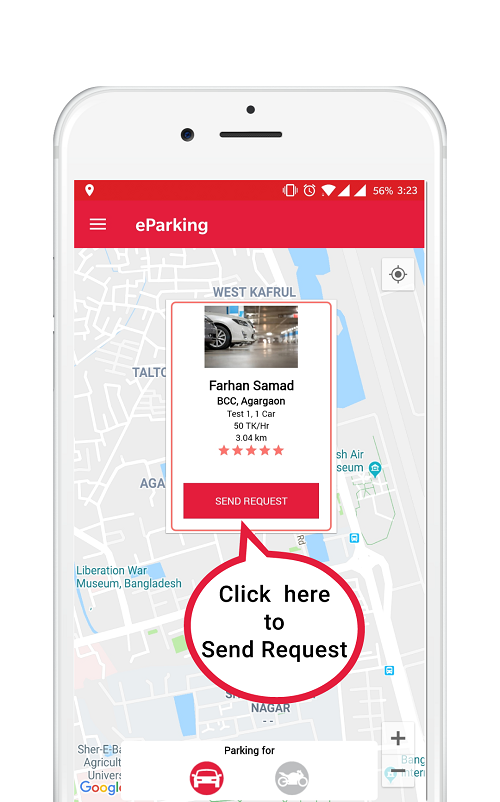 56% 3:23
eParking
WEST KAFRUL
TALTO
Farhan Samad
BCC, Agargaon
Test 1, 1 Car
50 TK/Hr
3.04 km
AGA
sh Air
seum
SEND REQUEST
Rd
Liberation War
Museum, Bangladesh
Click here
to
Send Request
NAGAR
Sher-E-Ba
Agricult
Univers
Parking for
Bang
Intern
Google